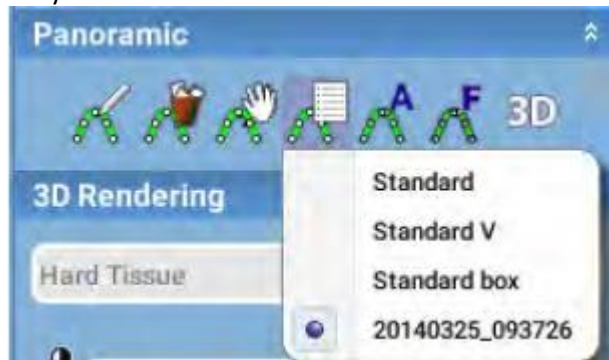 Panoramic
A F 3D
Standard
3D Rendering
Standard V
Hard Tissue
Standard box
20140325_093726